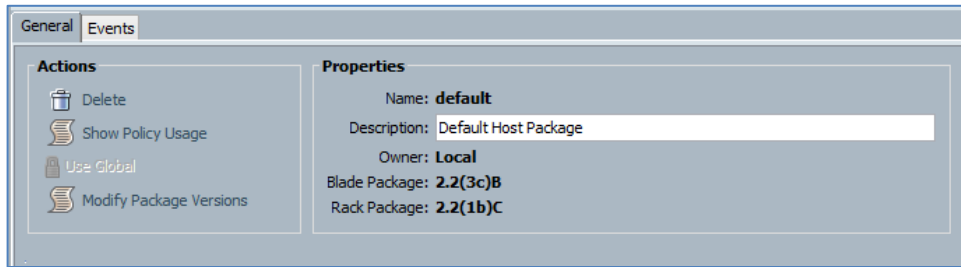 General Events
Actions
Delete
Show Policy Usage
Use Global
Modify Package Versions
Properties
Name: default
Description: Default Host Package
Owner: Local
Blade Package: 2.2(3c)B
Rack Package: 2.2(1b)C